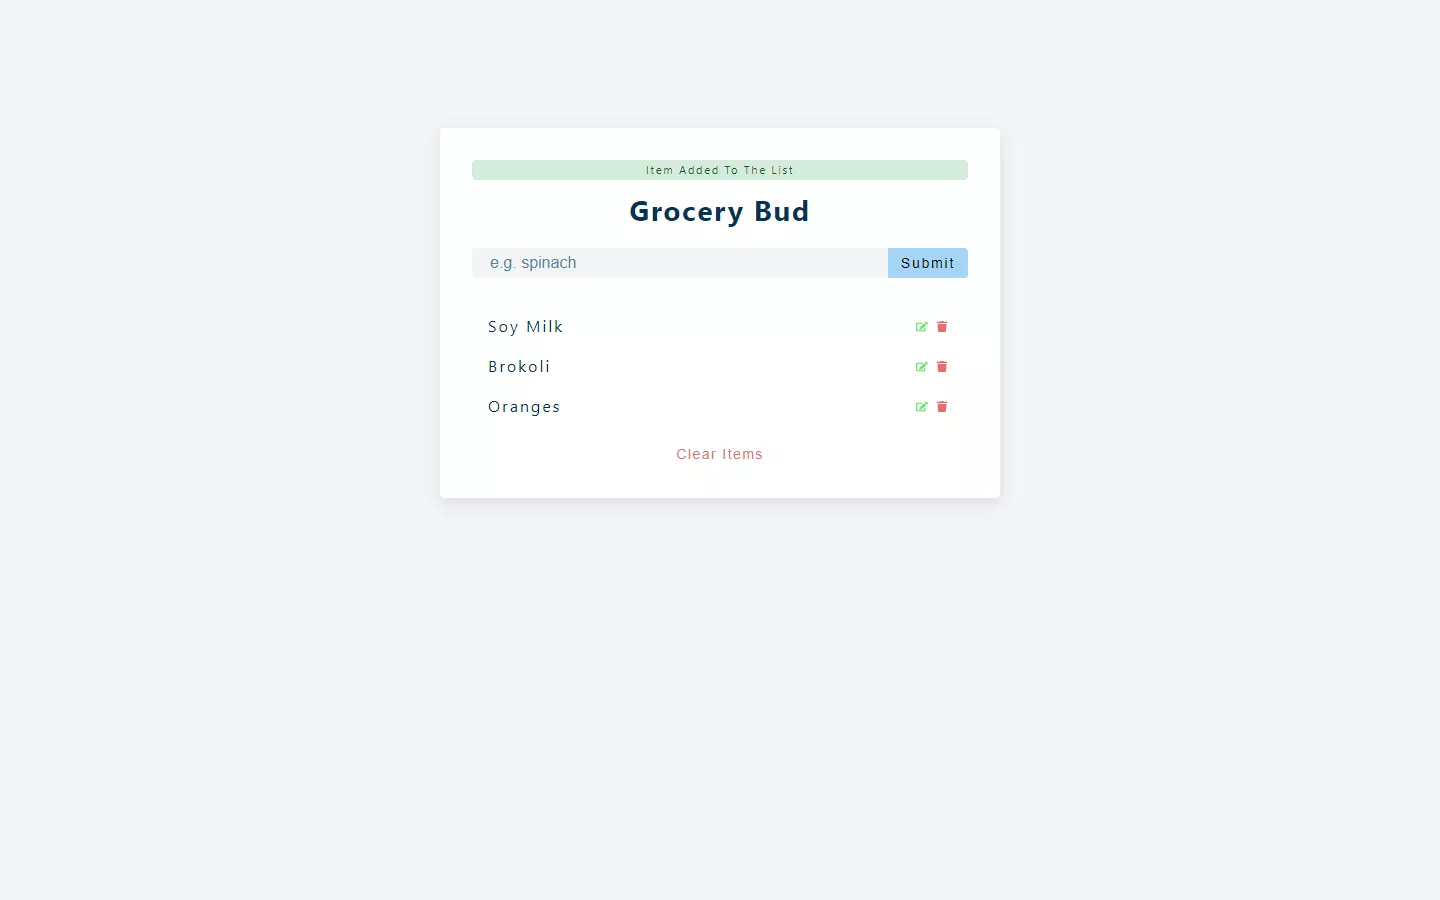 Item Added To The List
Grocery Bud
e.g. spinach
Submit
Soy Milk
Brokoli
Oranges
Clear Items